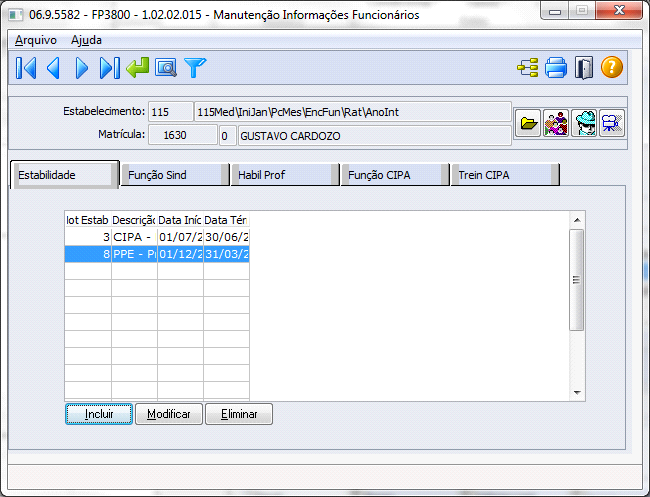 06.9.5582 - FP3800 - 1.02.02.015 - Manutenção Informações Funcionários
Arquivo Ajuda
Estabelecimento: 115 115Med\IniJan\PcMes\EncFun\Rat\AnoInt
Matrícula: 1630 0 GUSTAVO CARDOZO
Estabilidade Função Sind Habil Prof Função CIPA Trein CIPA
lot Estab Descrição Data Iníc Data Térn
3 CIPA - 01/07/2 30/06/2
8 PPE - P 01/12/2 31/03/2
Incluir Modificar Eliminar